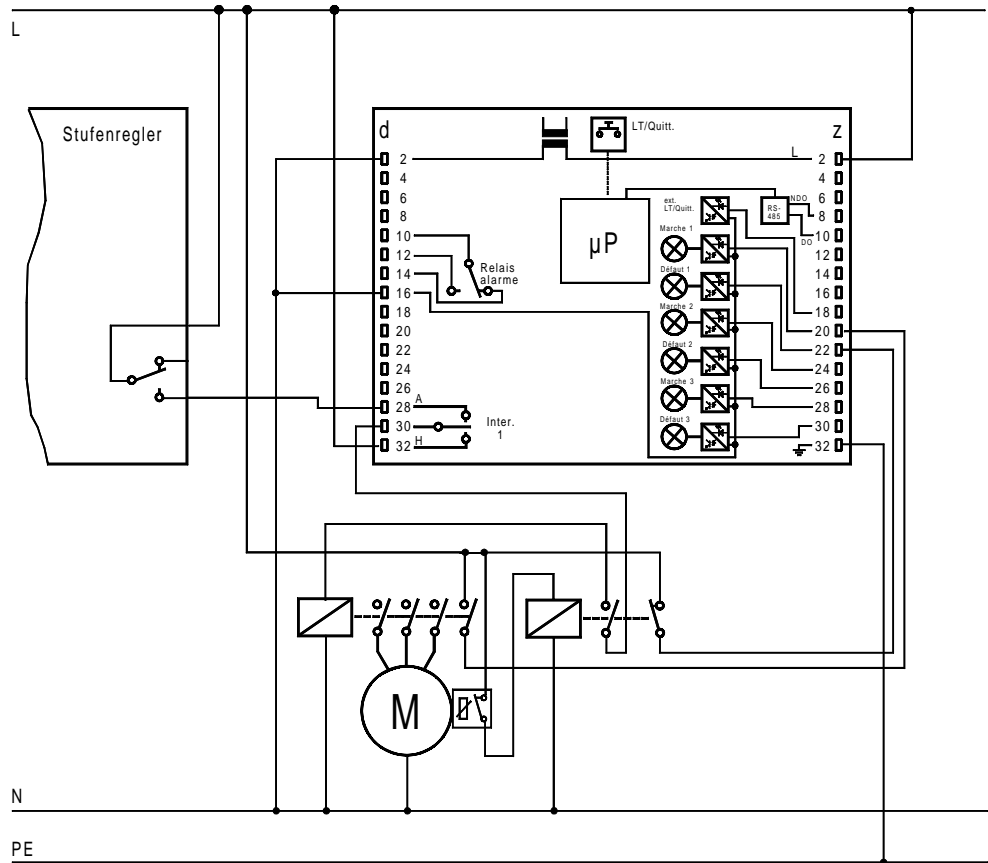 L
Stufenregler
d
LT/Quitt.
z
2
L
2
4
4
6
ext.
LT/Quitt.
RS-
485
NDO
6
8
8
10
Marche 1
µP
DO
10
12
12
14
Relais
alarme
Défaut 1
14
16
16
18
Marche 2
18
20
20
22
Défaut 2
22
24
24
26
Marche 3
26
28
A
28
30
Inter.
1
Défaut 3
30
32
H
32
M
N
PE